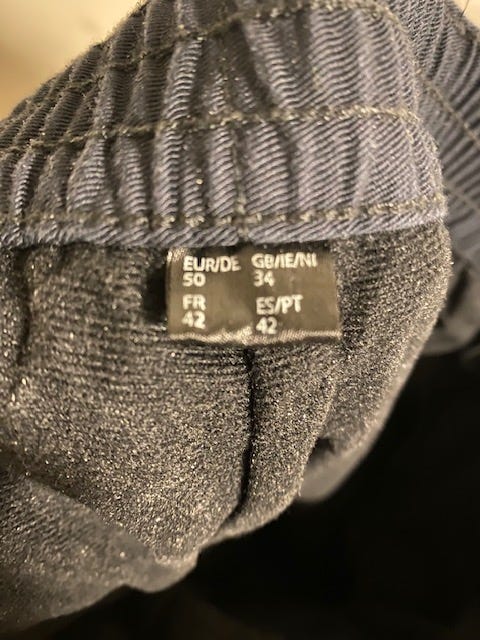 EUR/DE GB/IE/NI
50 34
FR ES/PT
42 42